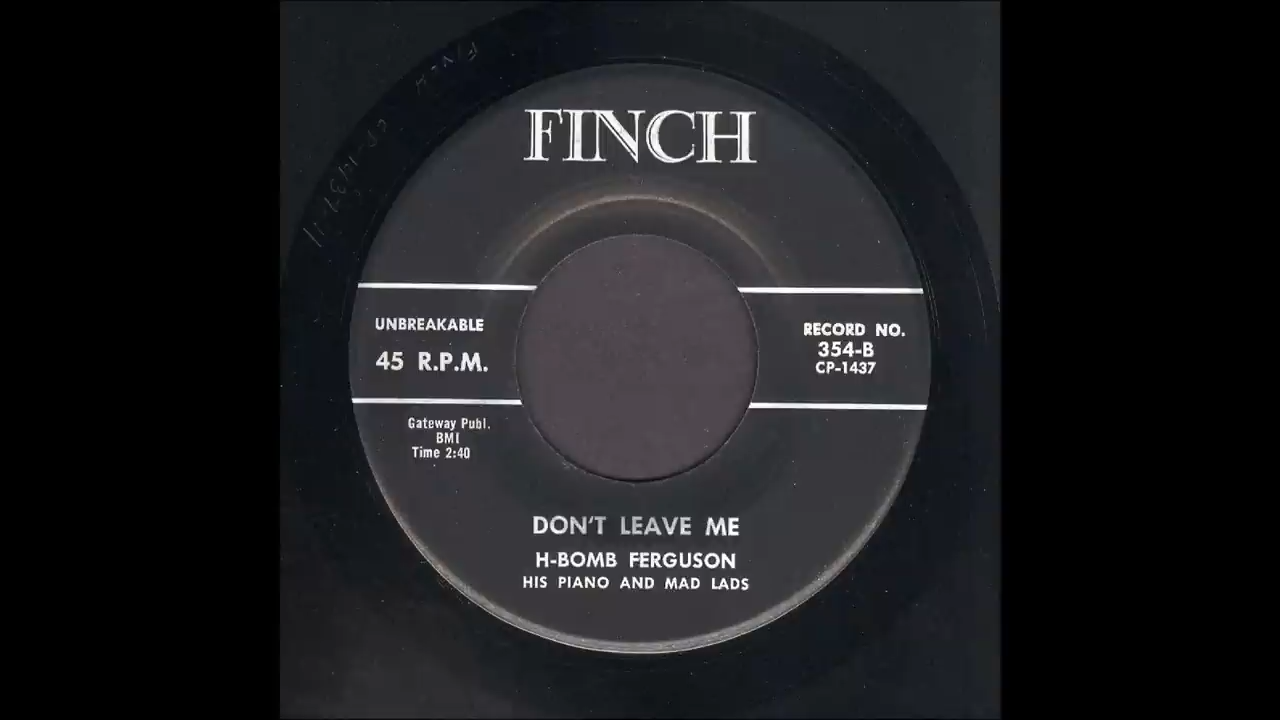 FINCH
UNBREAKABLE
45 R.P.M.
RECORD NO.
354-B
CP-1437
Gateway Publ.
BMI
Time 2:40
DON'T LEAVE ME
H-BOMB FERGUSON
HIS PIANO AND MAD LADS
FINCH